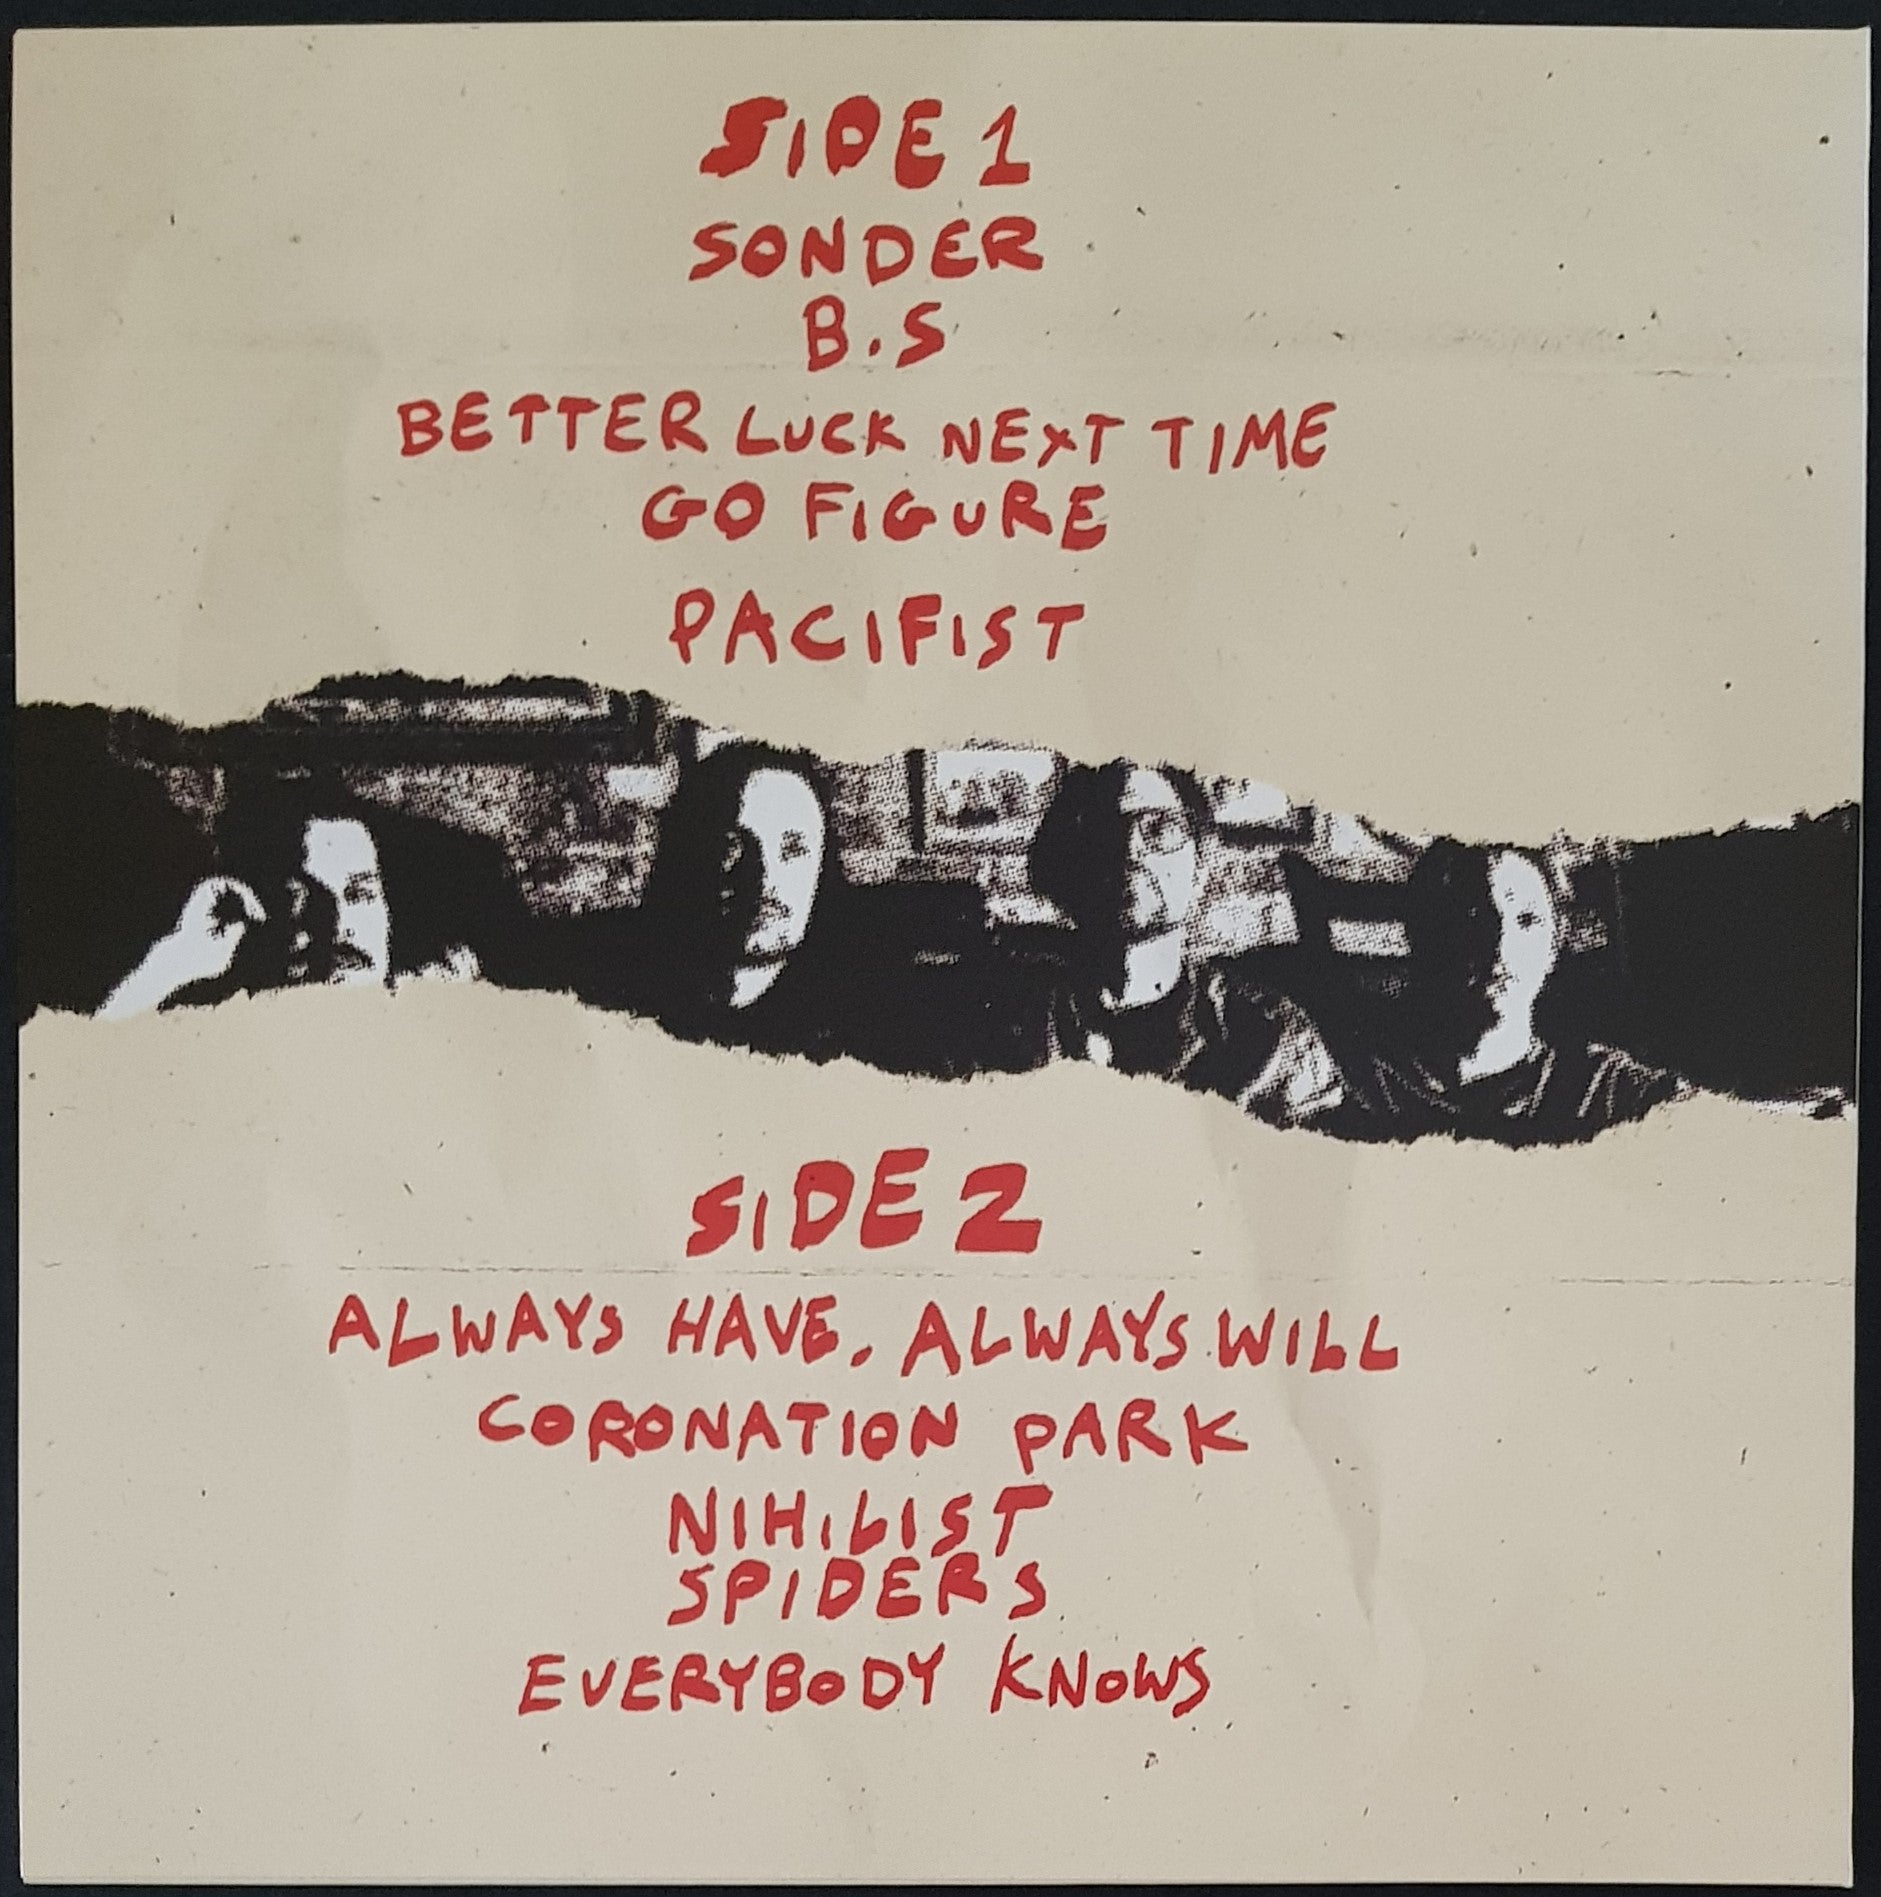 SIDE 1
SONDER
B.S
BETTER LUCK NEXT TIME
GO FIGURE
PACIFIST
SIDE 2
ALWAYS HAVE, ALWAYS WILL
CORONATION PARK
NIHILIST
SPIDERS
EVERYBODY KNOWS